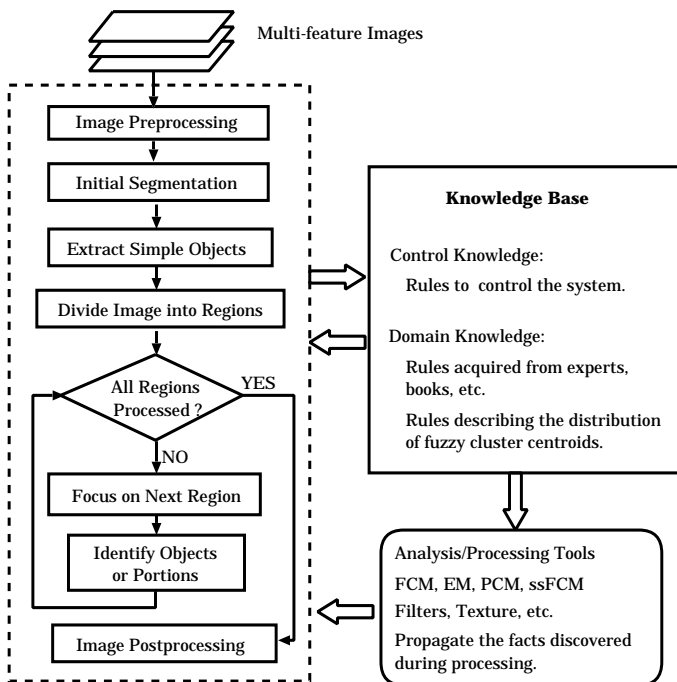 Multi-feature Images
Image Preprocessing
Initial Segmentation
Extract Simple Objects
Divide Image into Regions
All Regions
Processed ?
YES
NO
Focus on Next Region
Identify Objects
or Portions
Image Postprocessing
Knowledge Base
Control Knowledge:
Rules to control the system.
Domain Knowledge:
Rules acquired from experts,
books, etc.
Rules describing the distribution
of fuzzy cluster centroids.
Analysis/Processing Tools
FCM, EM, PCM, ssFCM
Filters, Texture, etc.
Propagate the facts discovered
during processing.